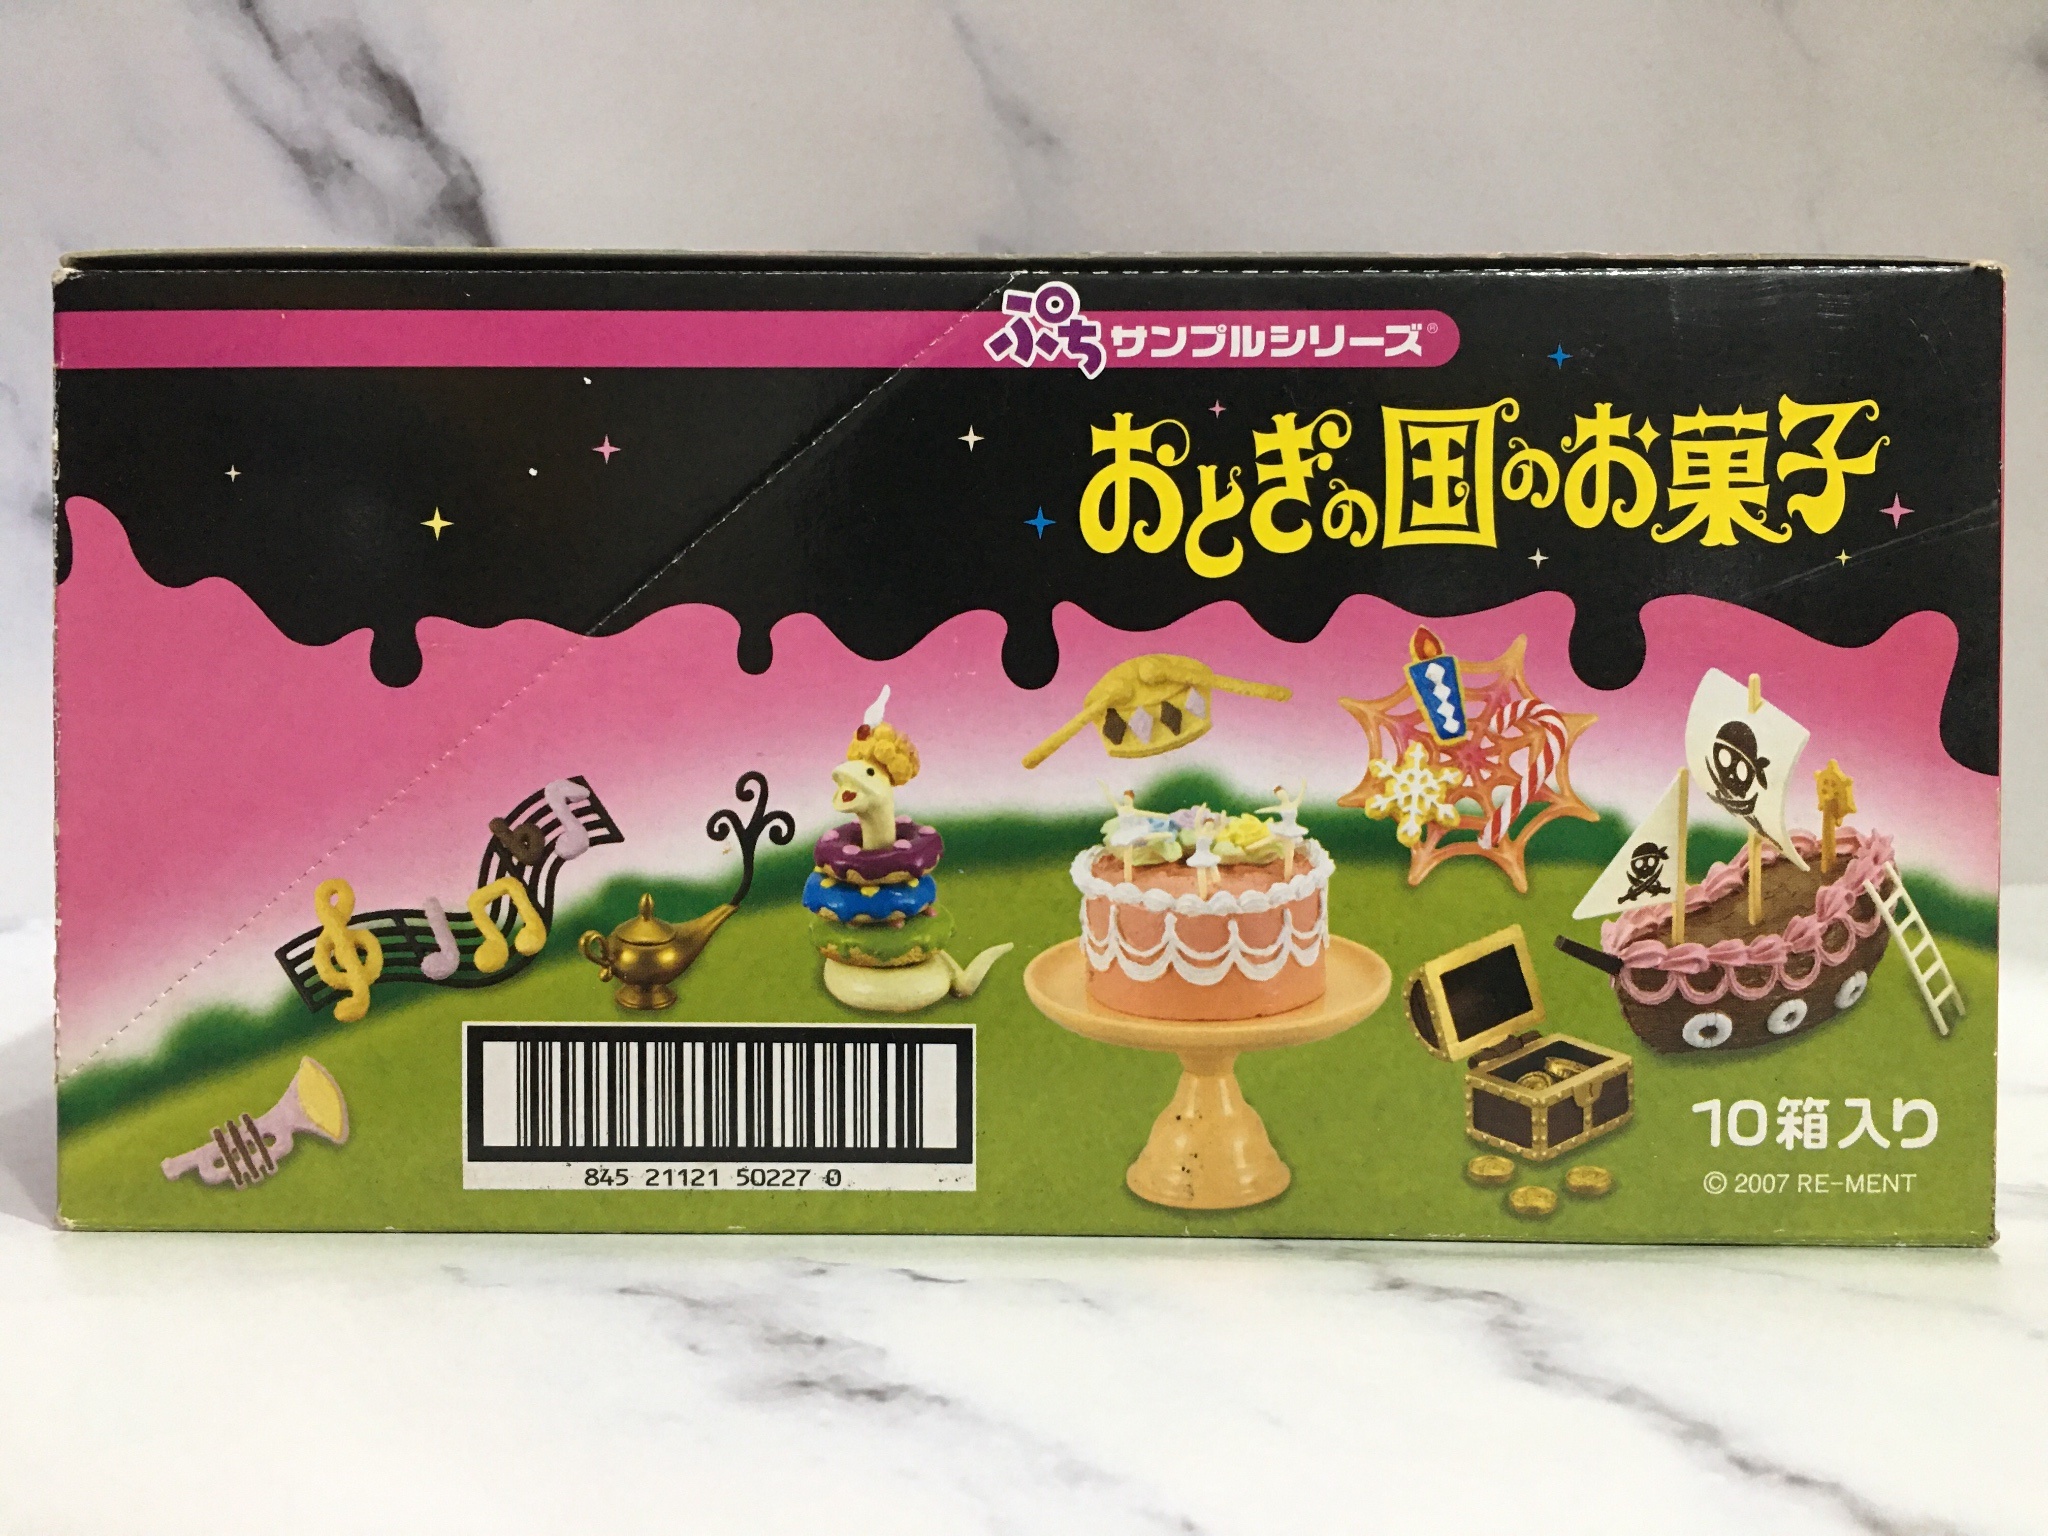 ぷちサンプルシリーズ®
おとぎの国のお菓子
10箱入り
© 2007 RE-MENT
845 21121 50227 0